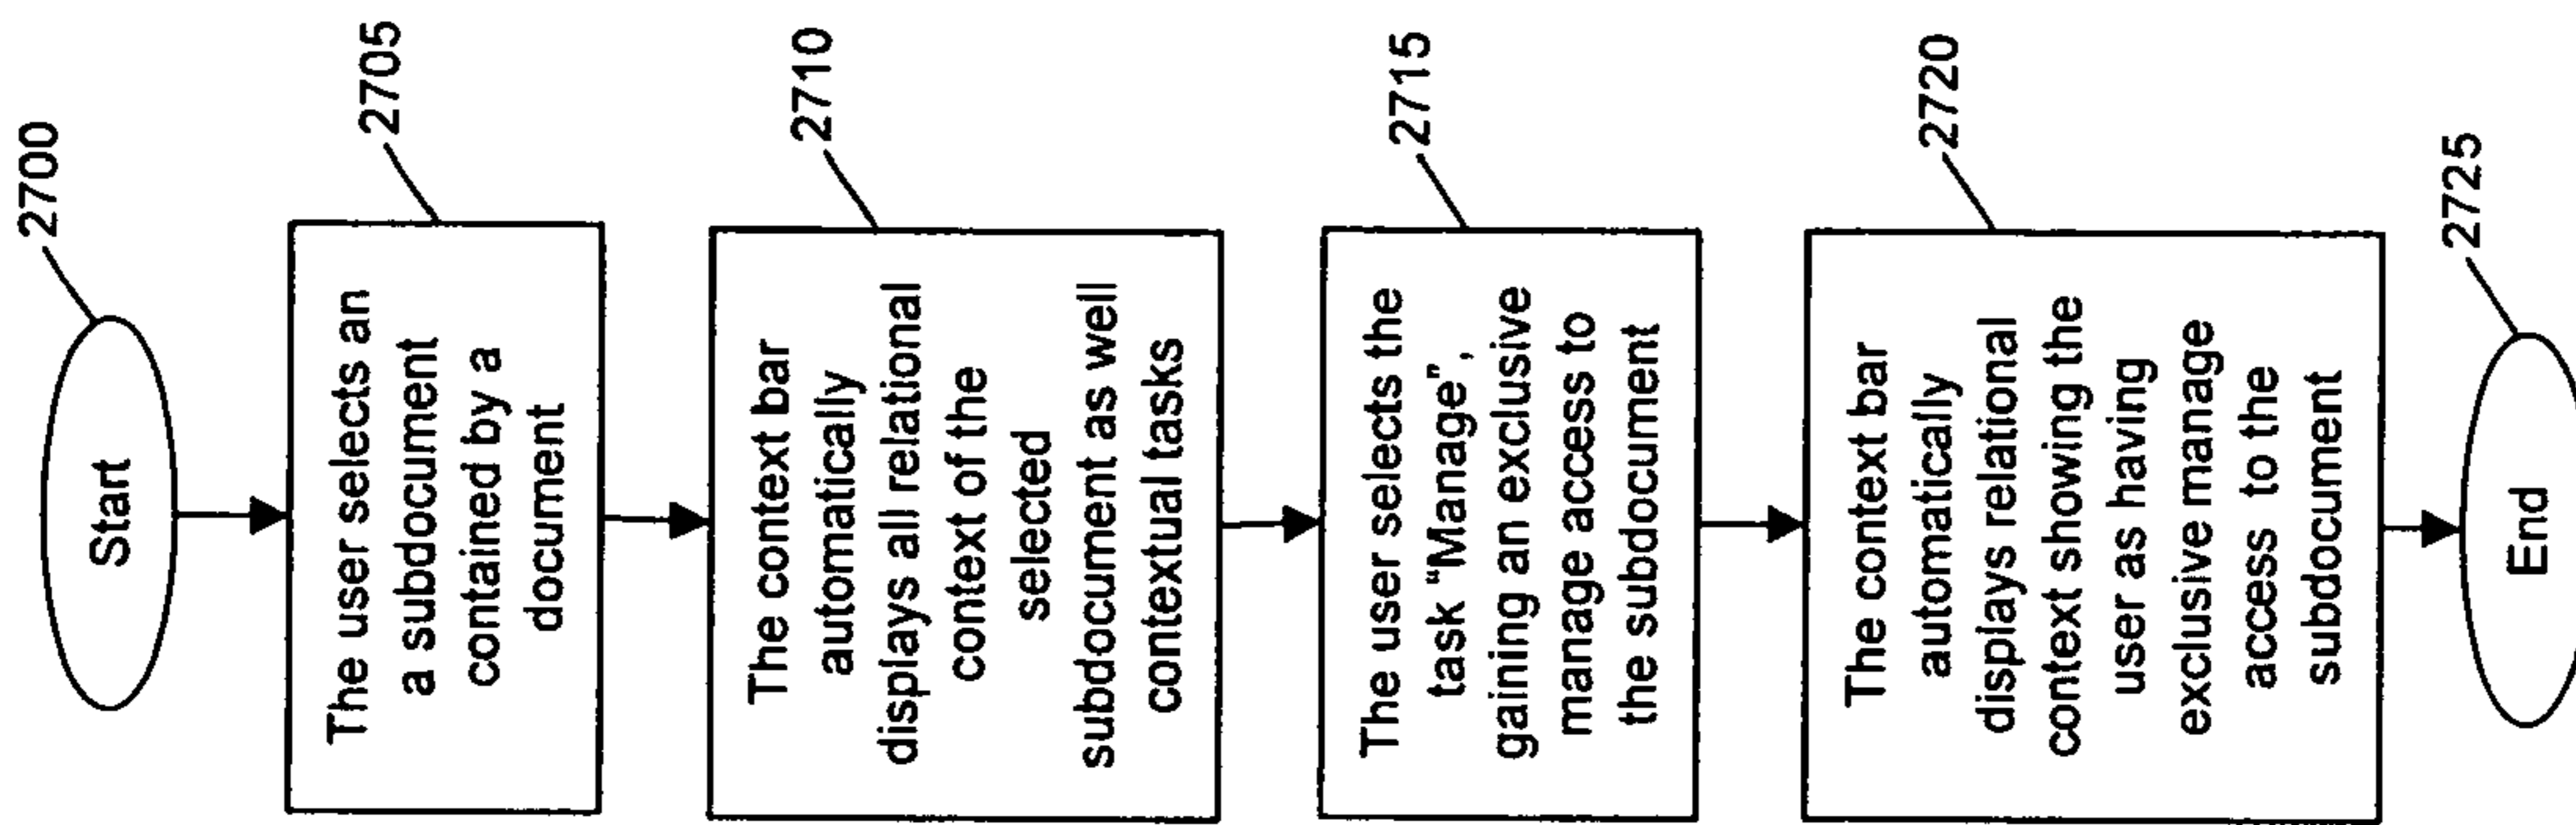 2700
Start
2705
The user selects an
a subdocument
contained by a
document
2710
The context bar
automatically
displays all relational
context of the
selected
subdocument as well
contextual tasks
2715
The user selects the
task “Manage”,
gaining an exclusive
manage access to
the subdocument
2720
The context bar
automatically
displays relational
context showing the
user as having
exclusive manage
access to the
subdocument
2725
End